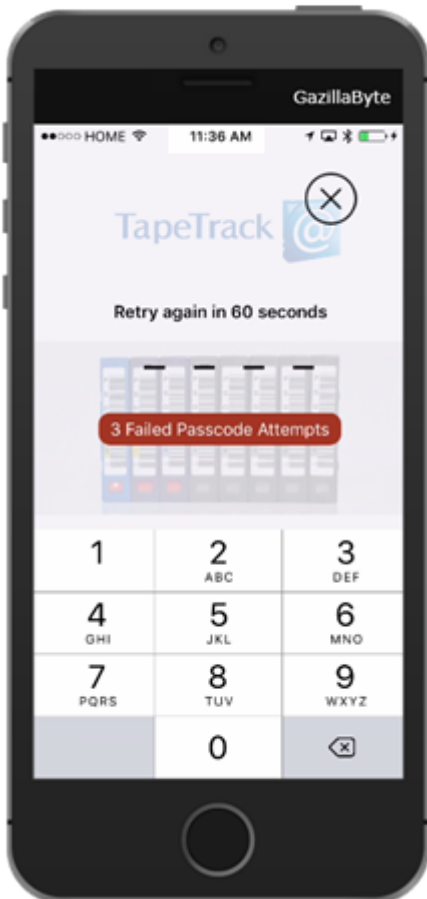 GazillaByte
●●○○○ HOME 11:36 AM
TapeTrack @
Retry again in 60 seconds
3 Failed Passcode Attempts
1 2 3
ABC DEF
4 5 6
GHI JKL MNO
7 8 9
PQRS TUV WXYZ
0